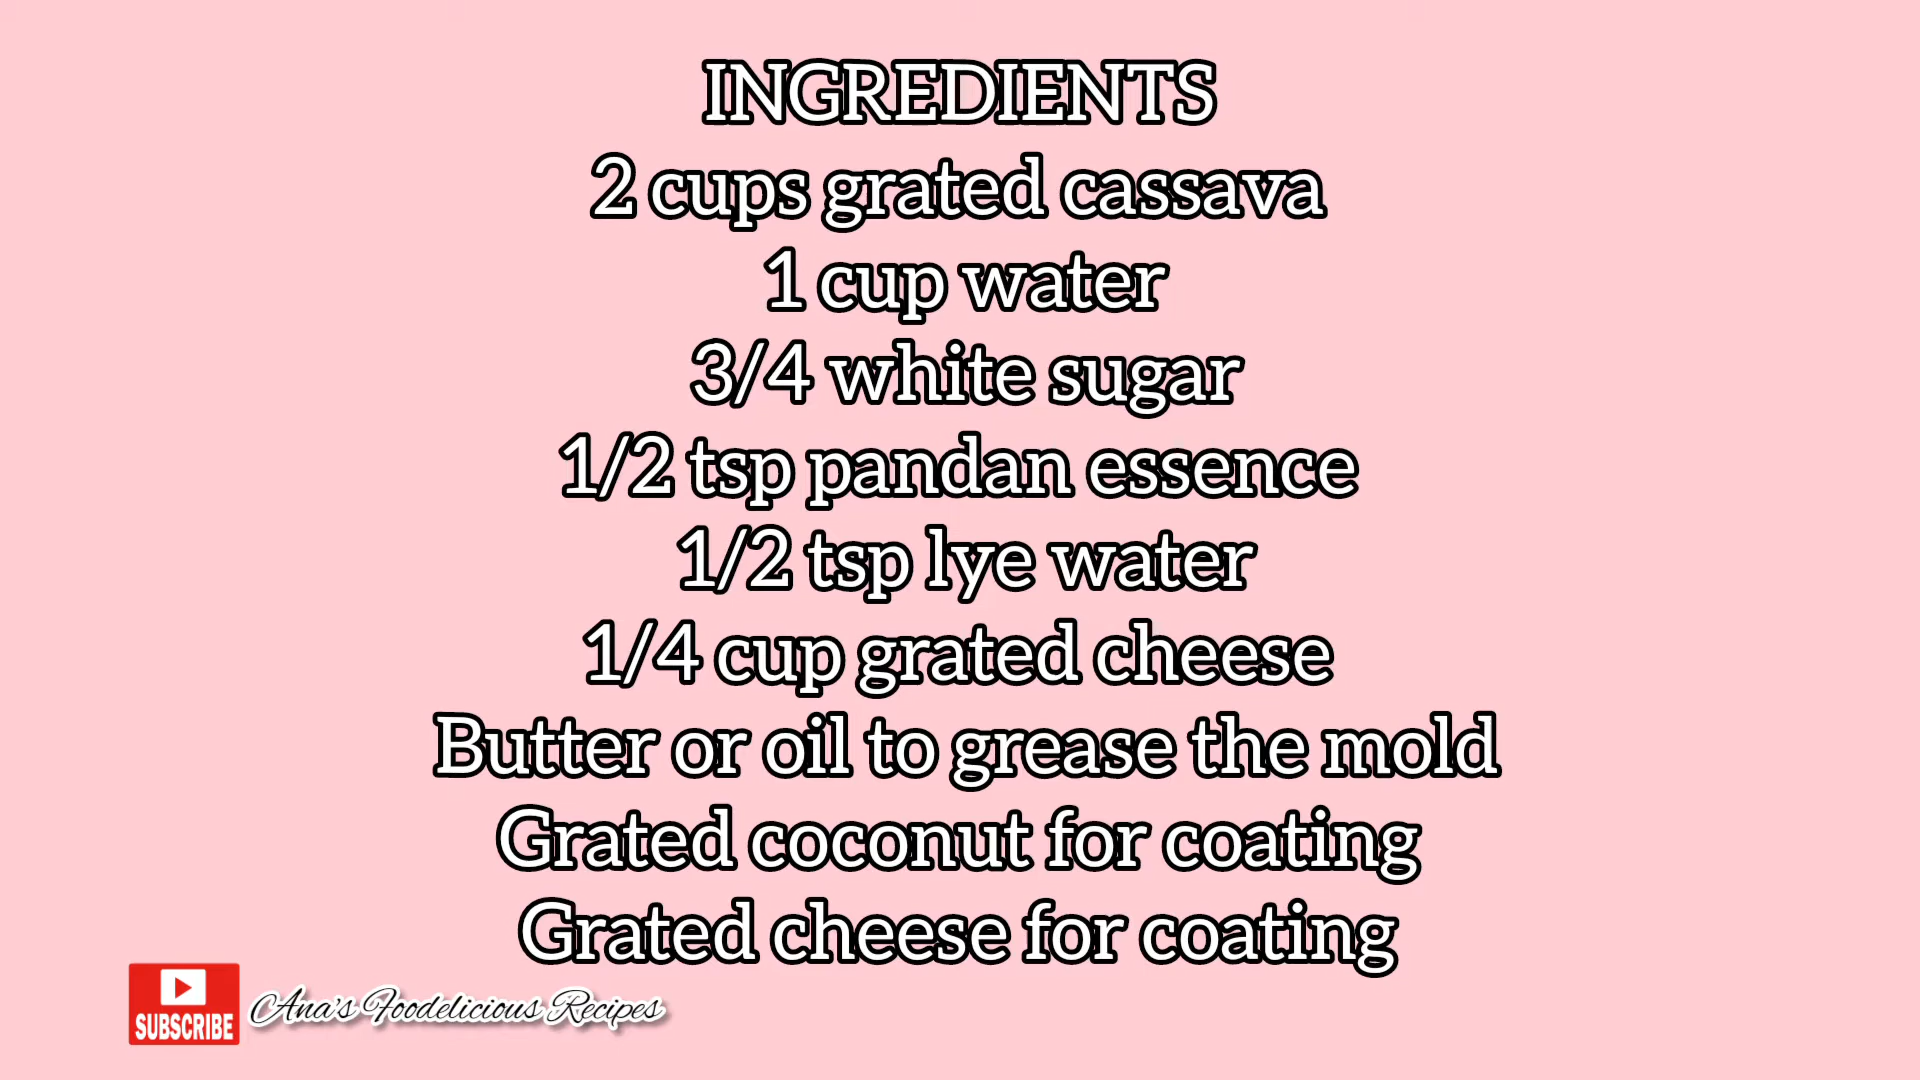 INGREDIENTS
2 cups grated cassava
1 cup water
3/4 white sugar
1/2 tsp pandan essence
1/2 tsp lye water
1/4 cup grated cheese
Butter or oil to grease the mold
Grated coconut for coating
Grated cheese for coating
SUBSCRIBE
Ana's Foodelicious Recipes